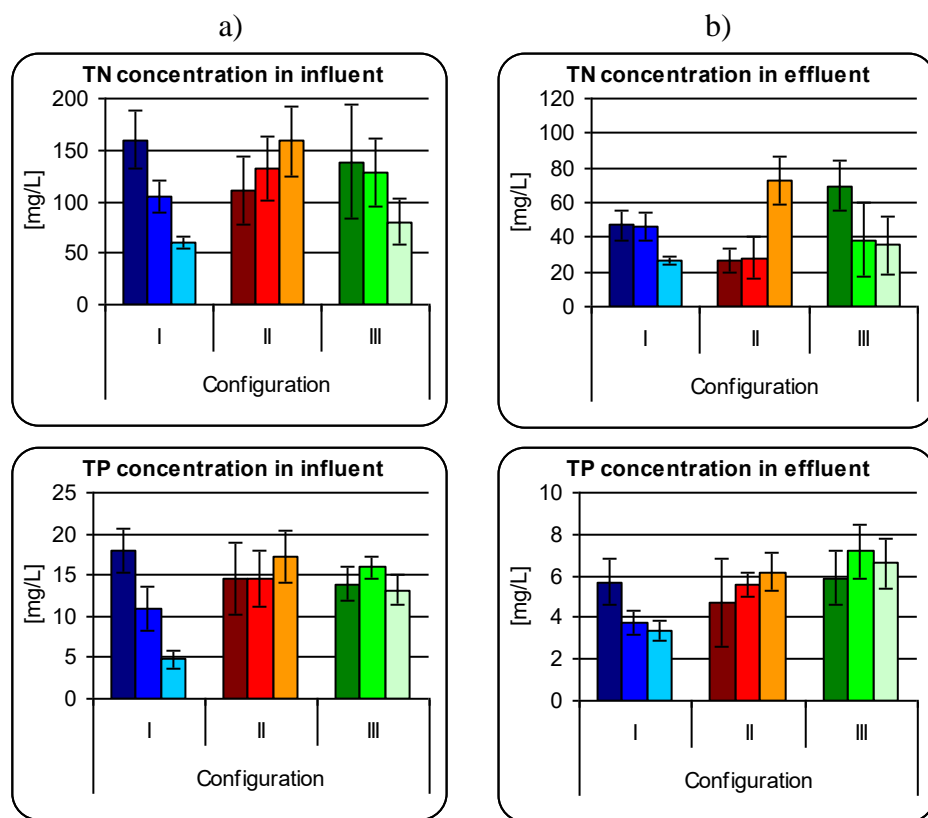 a)
b)
TN concentration in influent
200
150
100
50
0
[mg/L]
I II III
Configuration
TN concentration in effluent
120
100
80
60
40
20
0
[mg/L]
I II III
Configuration
TP concentration in influent
25
20
15
10
5
0
[mg/L]
I II III
Configuration
TP concentration in effluent
10
8
6
4
2
0
[mg/L]
I II III
Configuration